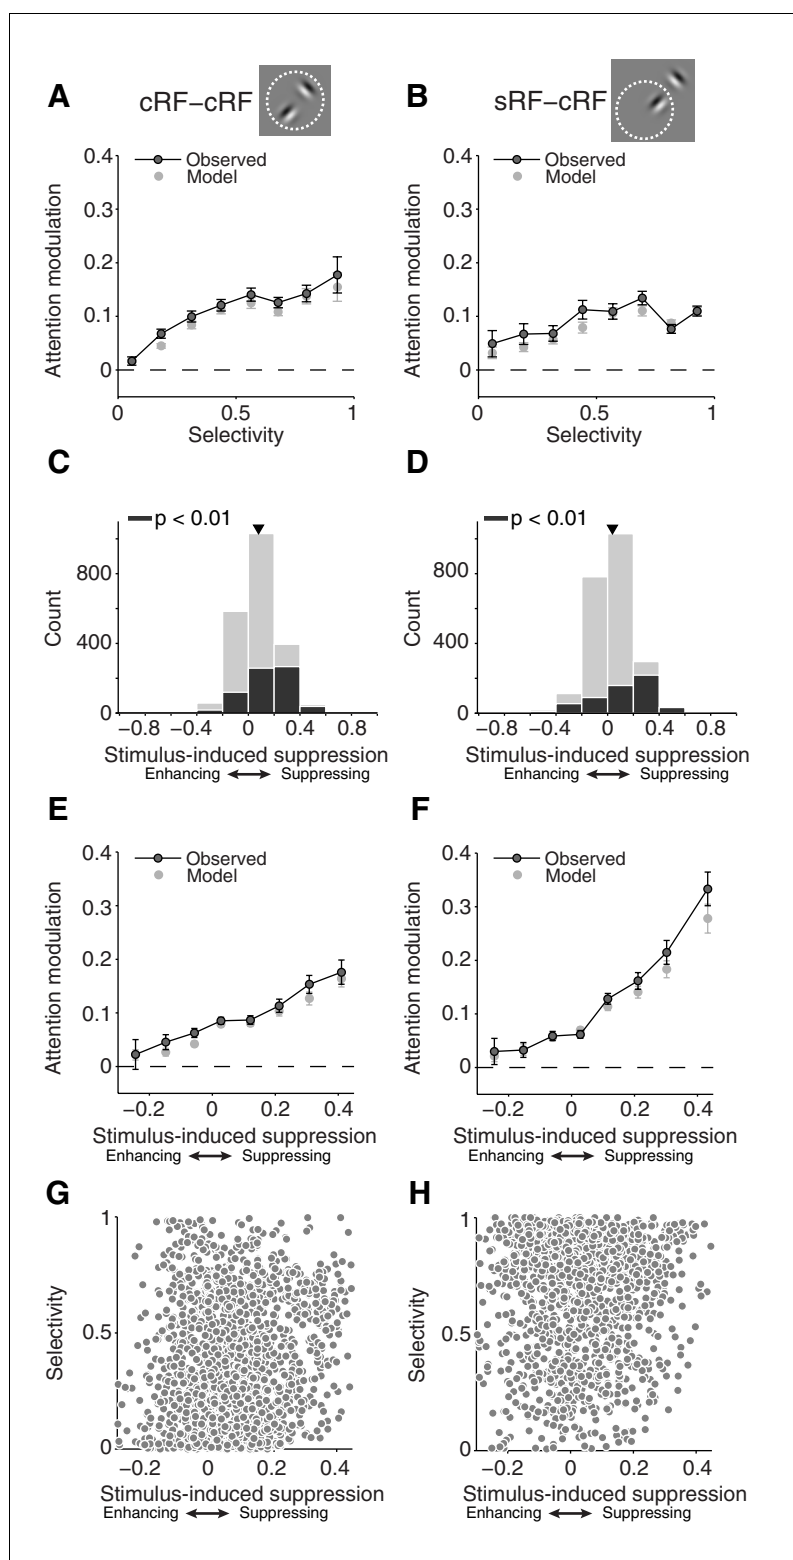 A cRF–cRF
B sRF–cRF
0.4
0.3
0.2
0.1
0
Attention modulation
Observed
Model
0 0.5 1
Selectivity
0.4
0.3
0.2
0.1
0
Attention modulation
Observed
Model
0 0.5 1
Selectivity
C
p < 0.01
800
400
0
Count
−0.8 −0.4 0 0.4 0.8
Stimulus-induced suppression
Enhancing Suppressing
D
p < 0.01
800
400
0
Count
−0.8 −0.4 0 0.4 0.8
Stimulus-induced suppression
Enhancing Suppressing
E
0.4
0.3
0.2
0.1
0
Attention modulation
Observed
Model
−0.2 0 0.2 0.4
Stimulus-induced suppression
Enhancing Suppressing
F
0.4
0.3
0.2
0.1
0
Attention modulation
Observed
Model
−0.2 0 0.2 0.4
Stimulus-induced suppression
Enhancing Suppressing
G
1
0.5
0
Selectivity
−0.2 0 0.2 0.4
Stimulus-induced suppression
Enhancing Suppressing
H
1
0.5
0
Selectivity
−0.2 0 0.2 0.4
Stimulus-induced suppression
Enhancing Suppressing